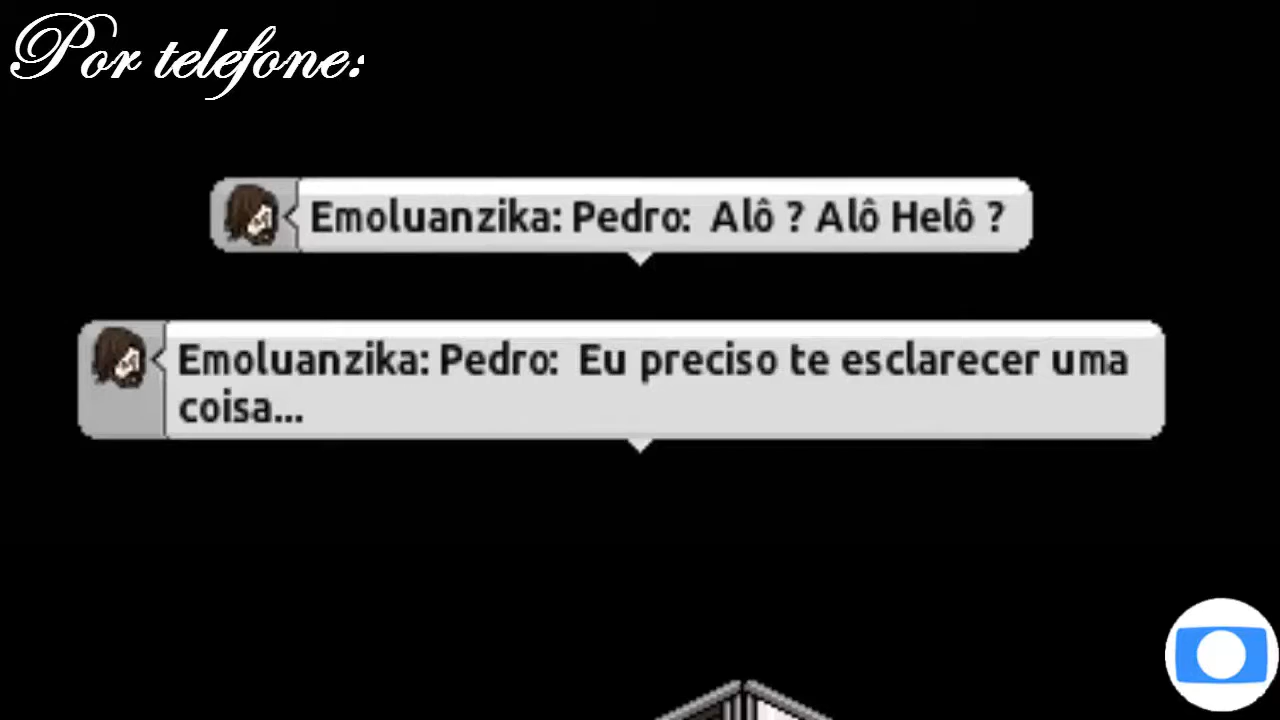 Por telefone:
Emoluanzika: Pedro: Alô ? Alô Helô ?
Emoluanzika: Pedro: Eu preciso te esclarecer uma
coisa...